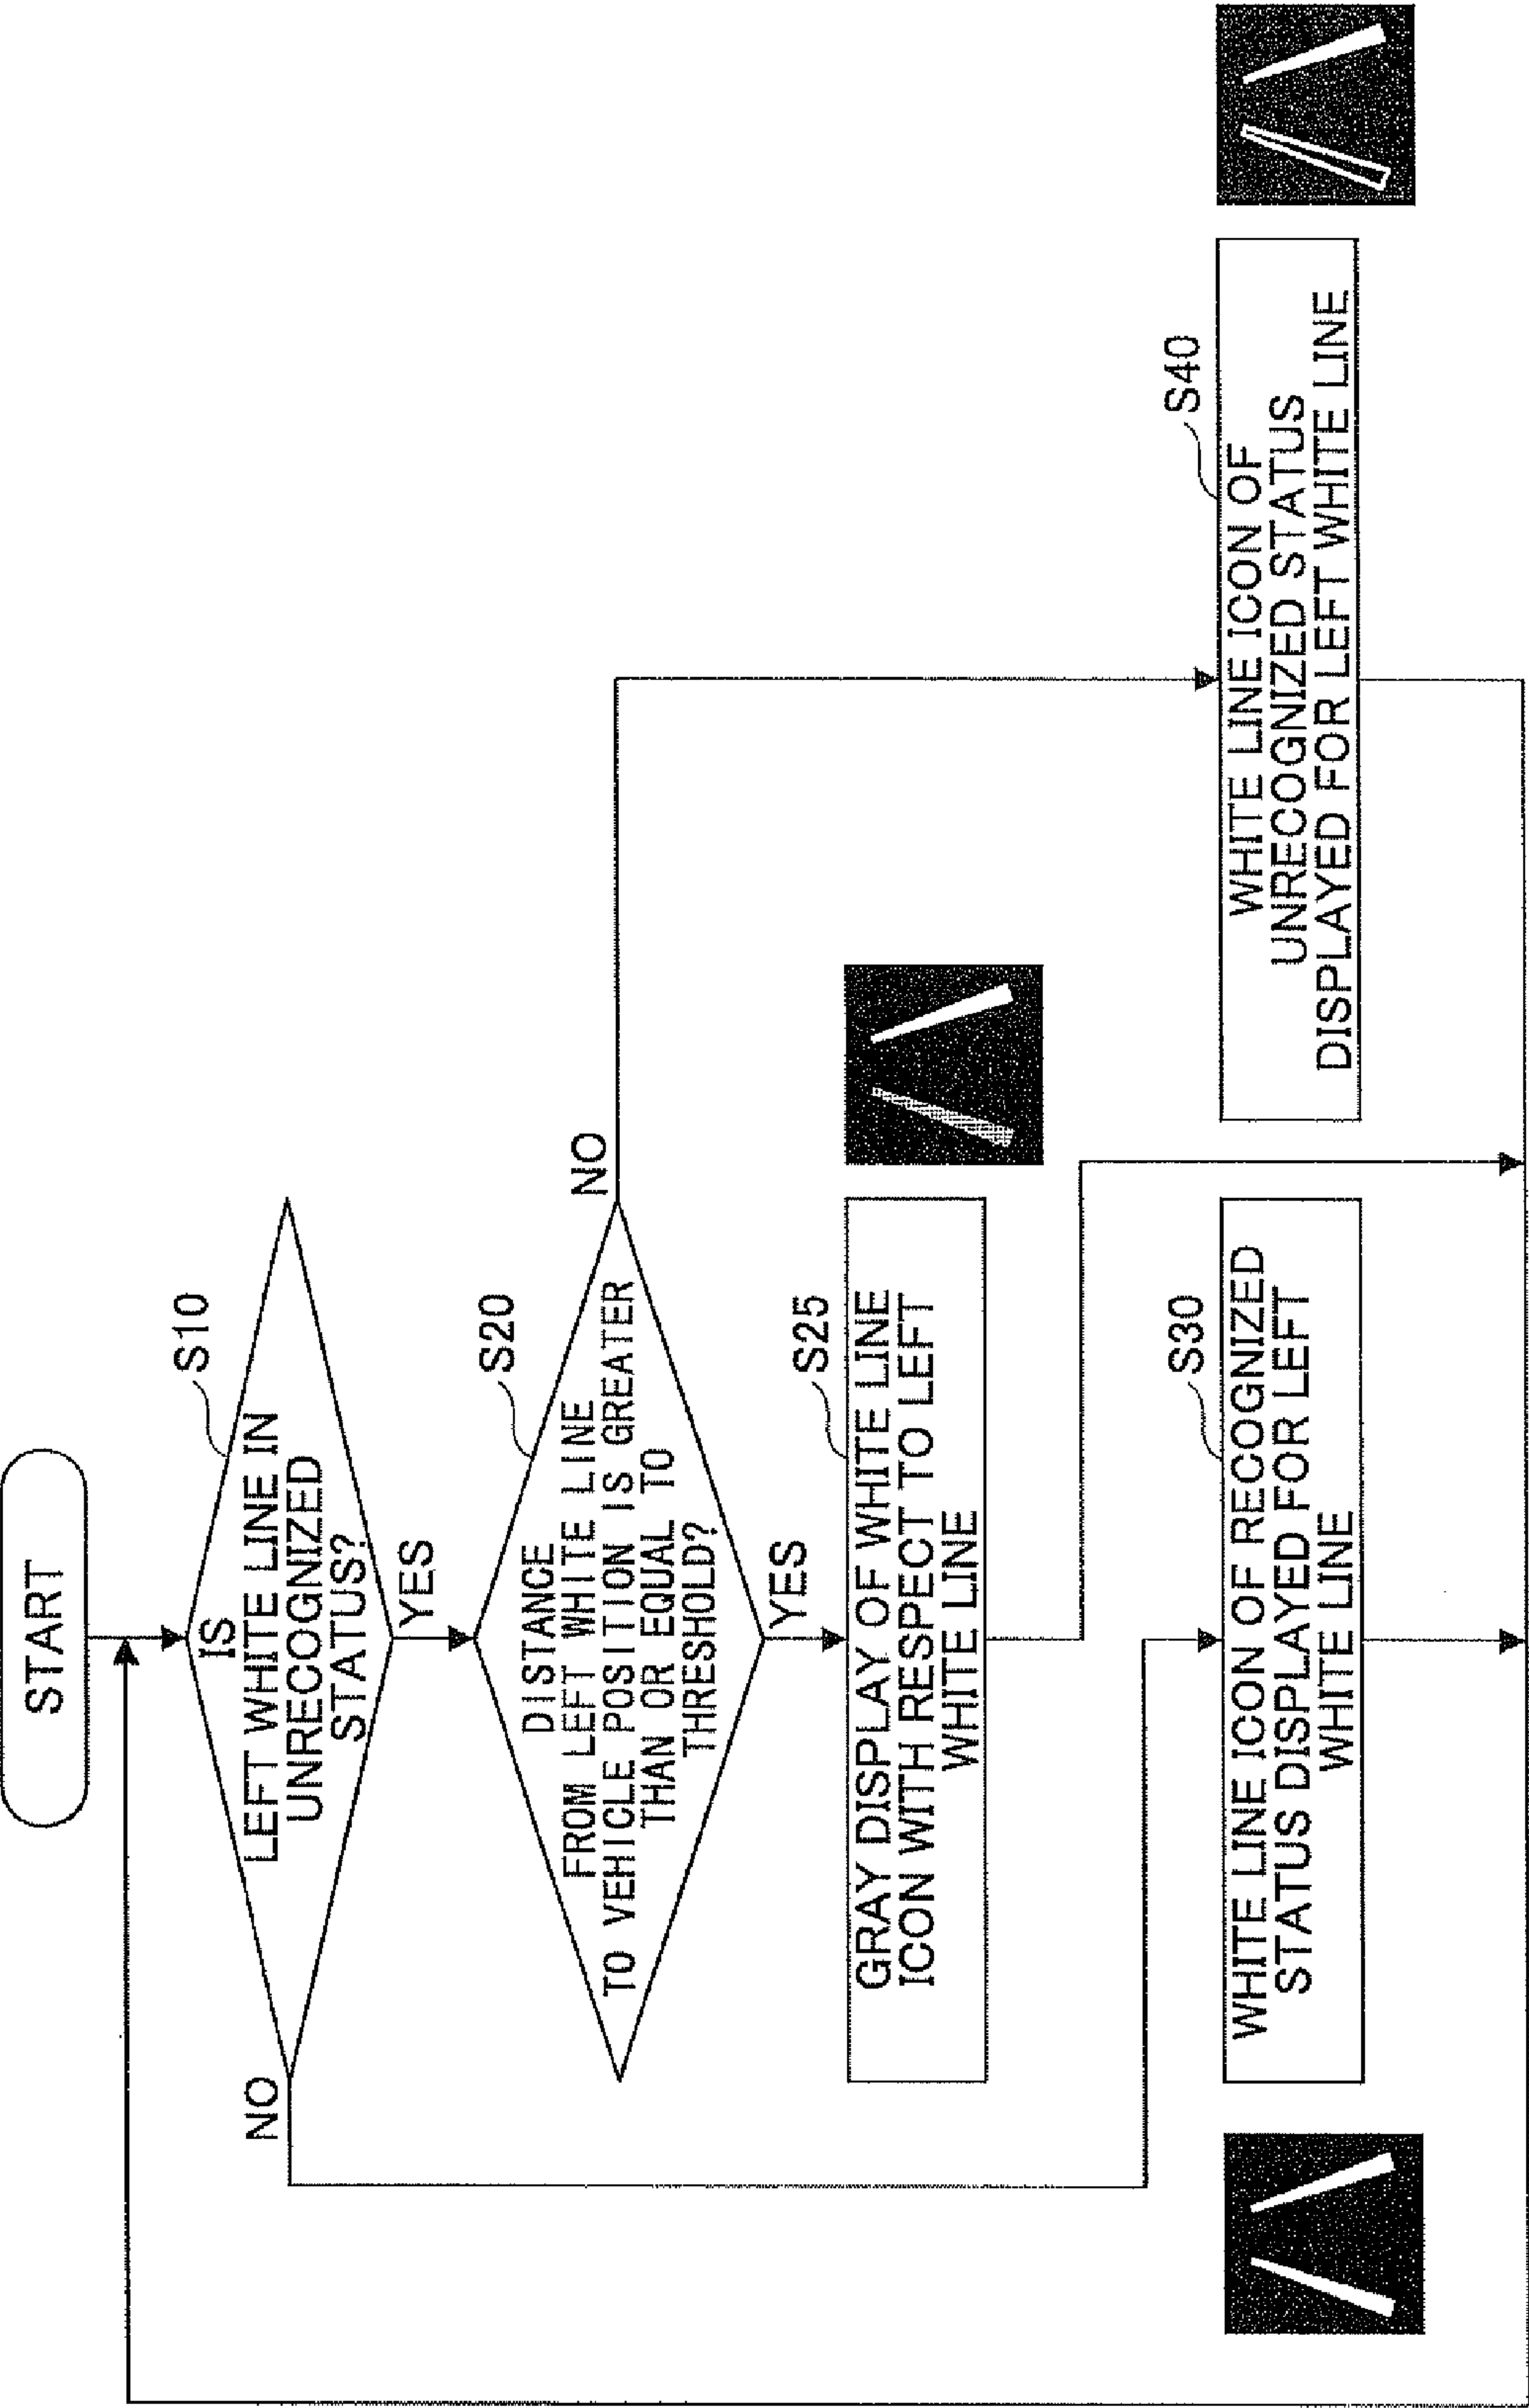 START
S10
IS
LEFT WHITE LINE IN
UNRECOGNIZED
STATUS?
NO
YES
S20
DISTANCE
FROM LEFT WHITE LINE
TO VEHICLE POSITION IS GREATER
THAN OR EQUAL TO
THRESHOLD?
NO
YES
S25
GRAY DISPLAY OF WHITE LINE
ICON WITH RESPECT TO LEFT
WHITE LINE
S30
WHITE LINE ICON OF RECOGNIZED
STATUS DISPLAYED FOR LEFT
WHITE LINE
S40
WHITE LINE ICON OF
UNRECOGNIZED STATUS
DISPLAYED FOR LEFT WHITE LINE